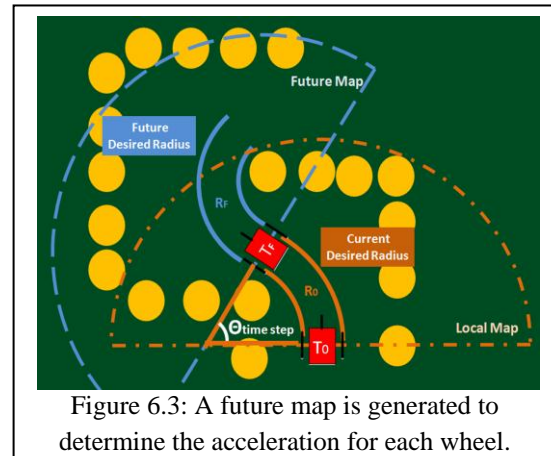 Future Map
Future
Desired Radius
RF
TF
Current
Desired Radius
R0
Θtime step
T0
Local Map
Figure 6.3: A future map is generated to
determine the acceleration for each wheel.